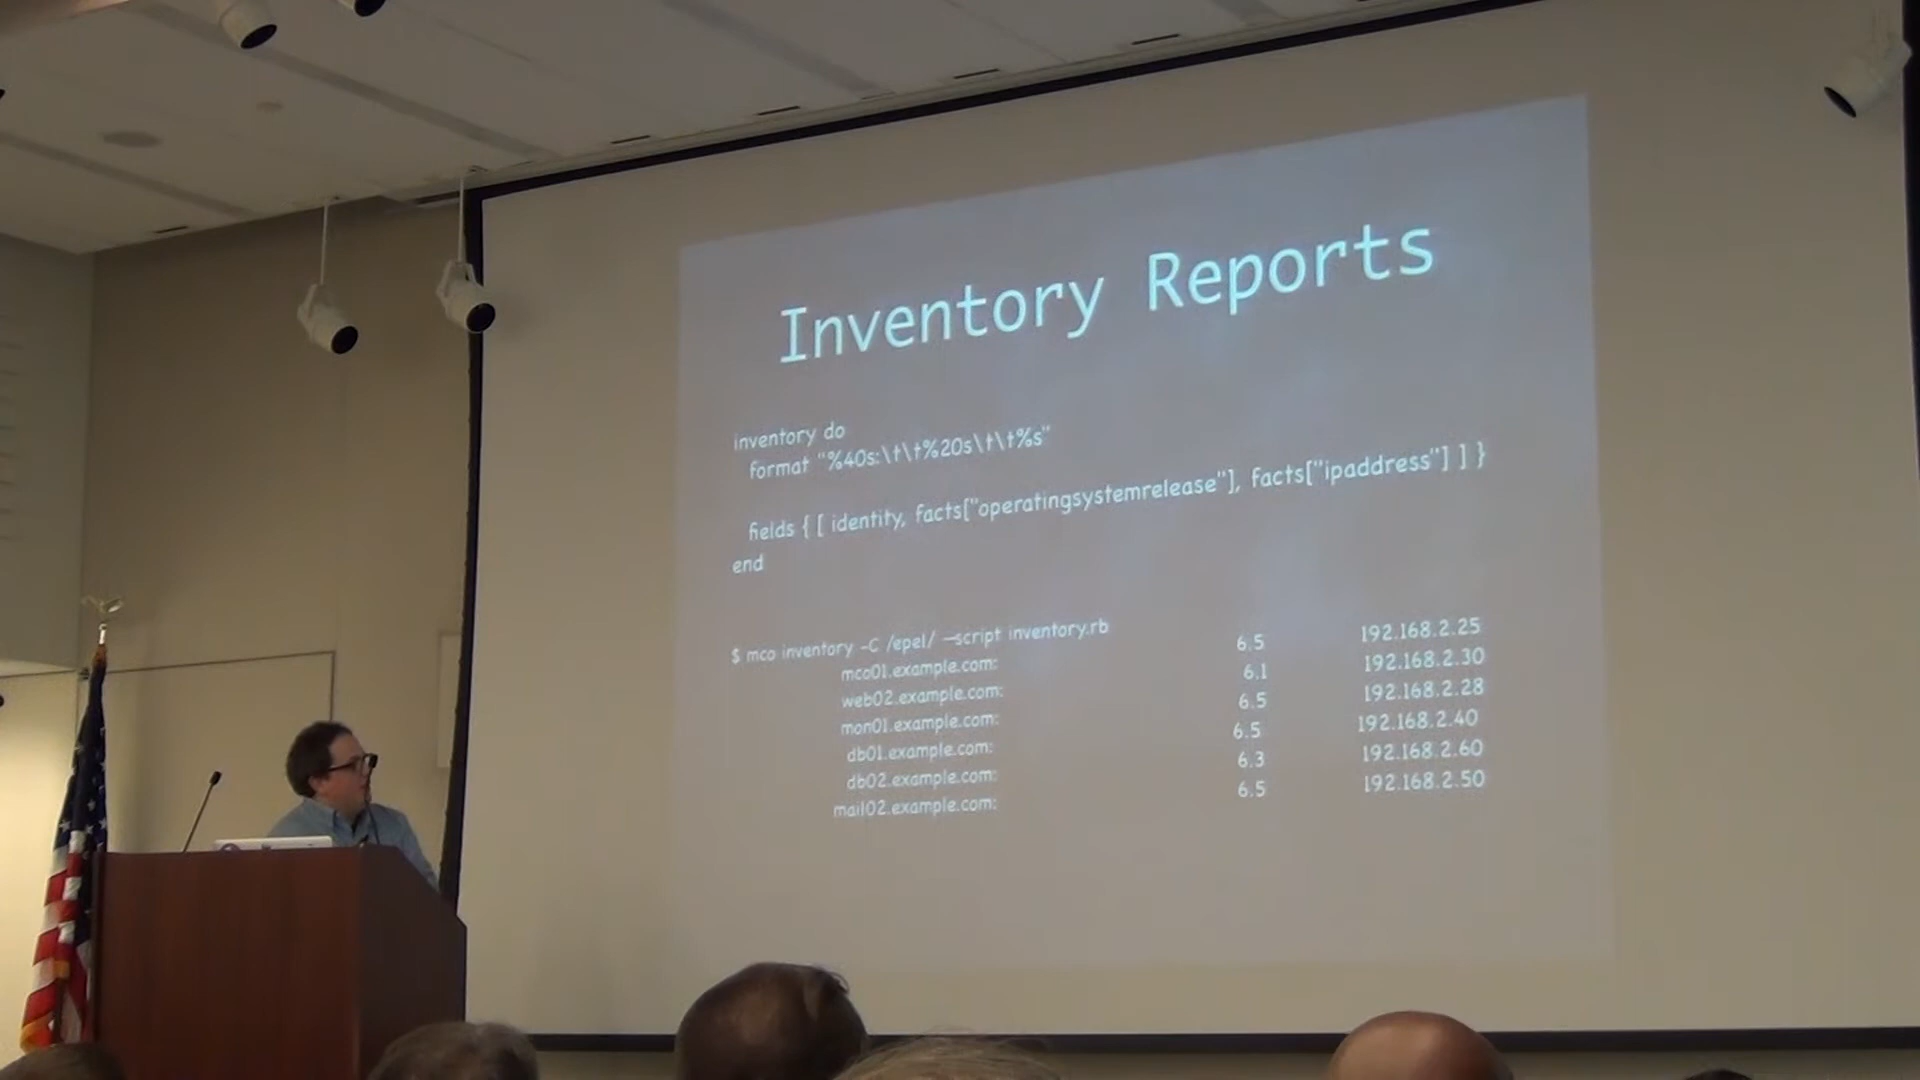 Inventory Reports
inventory do
format "%40s:\t\t%20s\t\t%s"
fields { [ identity, facts["operatingsystemrelease"], facts["ipaddress"] ] }
end
$ mco inventory -C /epel/ —script inventory.rb
mco01.example.com: 6.5 192.168.2.25
web02.example.com: 6.1 192.168.2.30
mon01.example.com: 6.5 192.168.2.28
db01.example.com: 6.5 192.168.2.40
db02.example.com: 6.3 192.168.2.60
mail02.example.com: 6.5 192.168.2.50